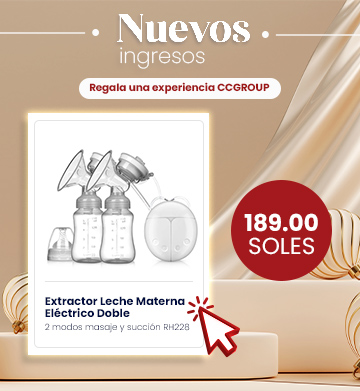 Nuevos
ingresos
Regala una experiencia CCGROUP
189.00
SOLES
Extractor Leche Materna
Eléctrico Doble
2 modos masaje y succión RH228